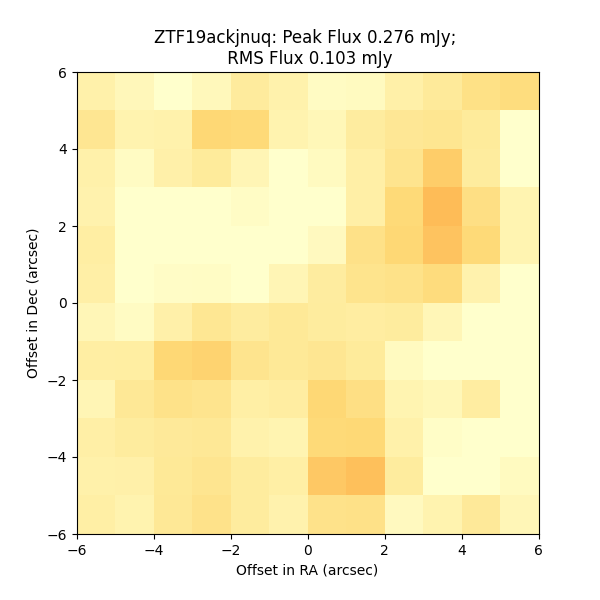 ZTF19ackjnuq: Peak Flux 0.276 mJy;
RMS Flux 0.103 mJy
6
4
2
0
−2
−4
−6
Offset in Dec (arcsec)
−6 −4 −2 0 2 4 6
Offset in RA (arcsec)